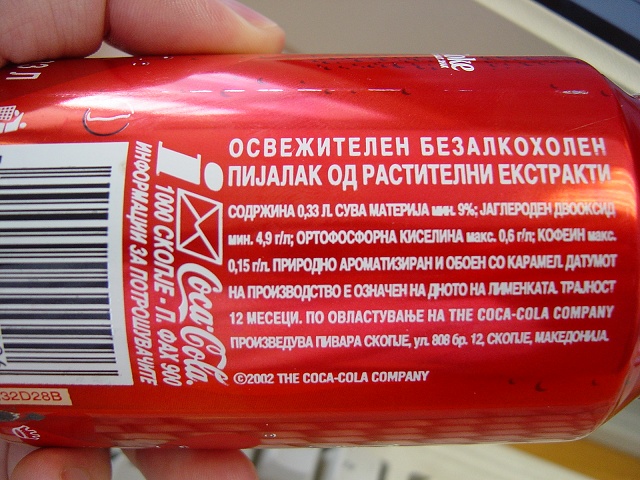 ОСВЕЖИТЕЛЕН БЕЗАЛКОХОЛЕН
ПИЈАЛАК ОД РАСТИТЕЛНИ ЕКСТРАКТИ
СОДРЖИНА 0,33 Л. СУВА МАТЕРИЈА мин. 9%; ЈАГЛЕРОДЕН ДВООКСИД
мин. 4,9 г/л; ОРТОФОСФОРНА КИСЕЛИНА макс. 0,6 г/л; КОФЕИН макс.
0,15 г/л. ПРИРОДНО АРОМАТИЗИРАН И ОБОЕН СО КАРАМЕЛ. ДАТУМОТ
НА ПРОИЗВОДСТВО Е ОЗНАЧЕН НА ДНОТО НА ЛИМЕНКАТА. ТРАЈНОСТ
12 МЕСЕЦИ. ПО ОВЛАСТУВАЊЕ НА THE COCA-COLA COMPANY
ПРОИЗВЕДУВА ПИВАРА СКОПЈЕ, ул. 808 бр. 12, СКОПЈЕ, МАКЕДОНИЈА.
©2002 THE COCA-COLA COMPANY
i
Coca-Cola
1000 СКОПЈЕ - П. ФАХ 900
ИНФОРМАЦИИ ЗА ПОТРОШУВАЧИТЕ
32D28B
3 Л
oke